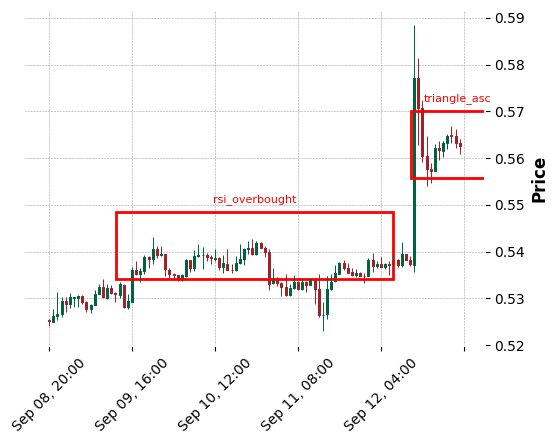 0.59
0.58
triangle_asc
0.57
0.56
Price
rsi_overbought
0.55
0.54
0.53
0.52
Sep 08, 20:00
Sep 09, 16:00
Sep 10, 12:00
Sep 11, 08:00
Sep 12, 04:00